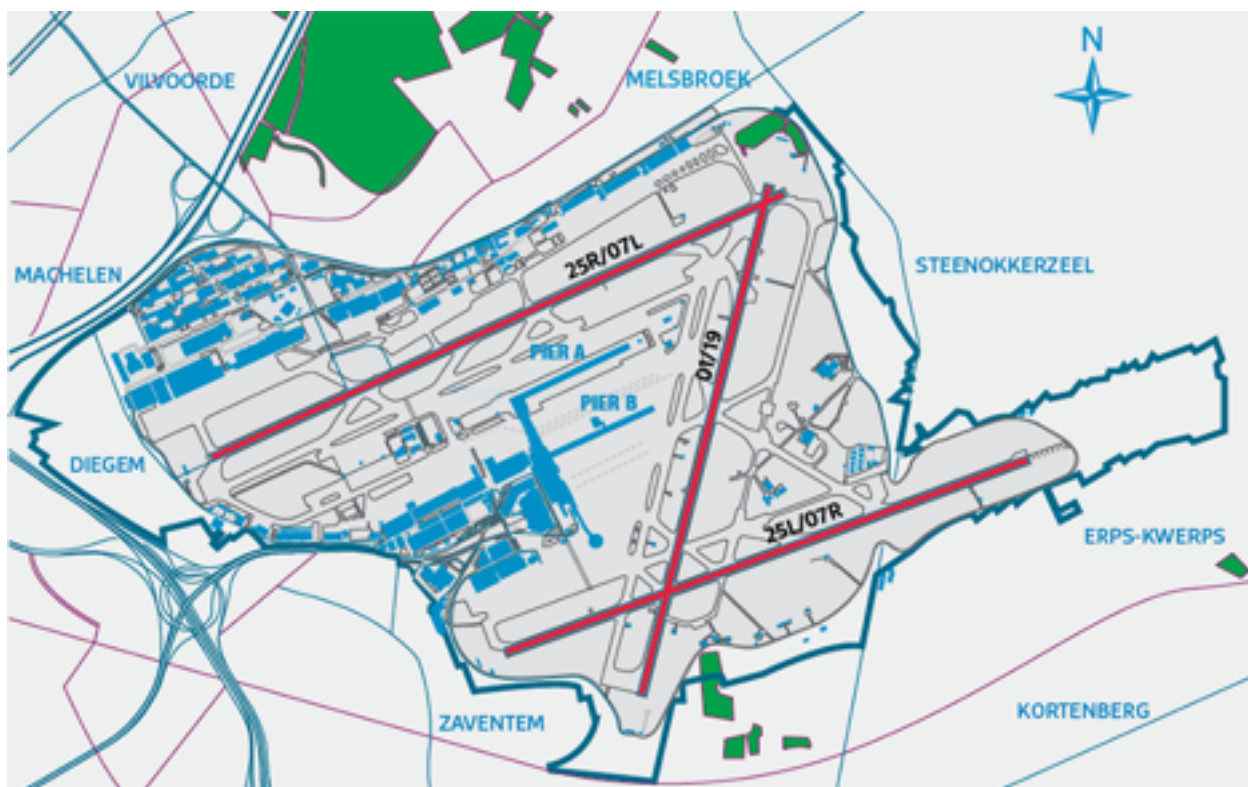 N
VILVOORDE
MELSBROEK
MACHELEN
STEENOKKERZEEL
25R/07L
PIER A
01/19
PIER B
DIEGEM
25L/07R
ERPS-KWERPS
ZAVENTEM
KORTENBERG